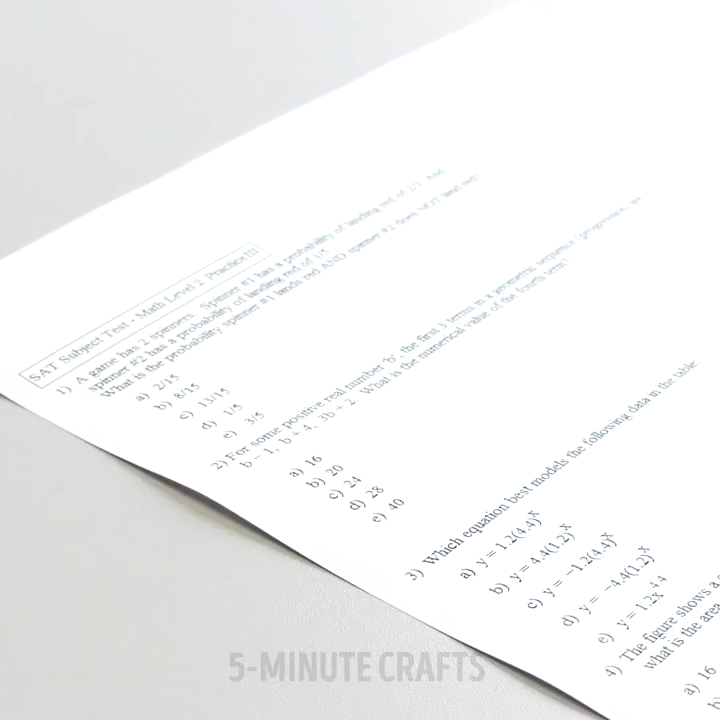 SAT Subject Test - Math Level 2 Practice III
1) A game has 2 spinners. Spinner #1 has a probability of landing red of 2/3. And
spinner #2 has a probability of landing red of 1/5.
What is the probability spinner #1 lands red AND spinner #2 does NOT land red?
a) 2/15
b) 8/15
c) 13/15
d) 1/5
e) 3/5
2) For some positive real number 'b', the first 3 terms in a geometric sequence (progression) are
b - 1, b + 4, 3b + 2. What is the numerical value of the fourth term?
a) 16
b) 20
c) 24
d) 28
e) 40
3) Which equation best models the following data in the table:
a) y = 1.2(4.4)^x
b) y = 4.4(1.2)^x
c) y = -1.2(4.4)^x
d) y = -4.4(1.2)^x
e) y = 1.2x^4.4
4) The figure shows a
what is the area
a) 16
5-MINUTE CRAFTS